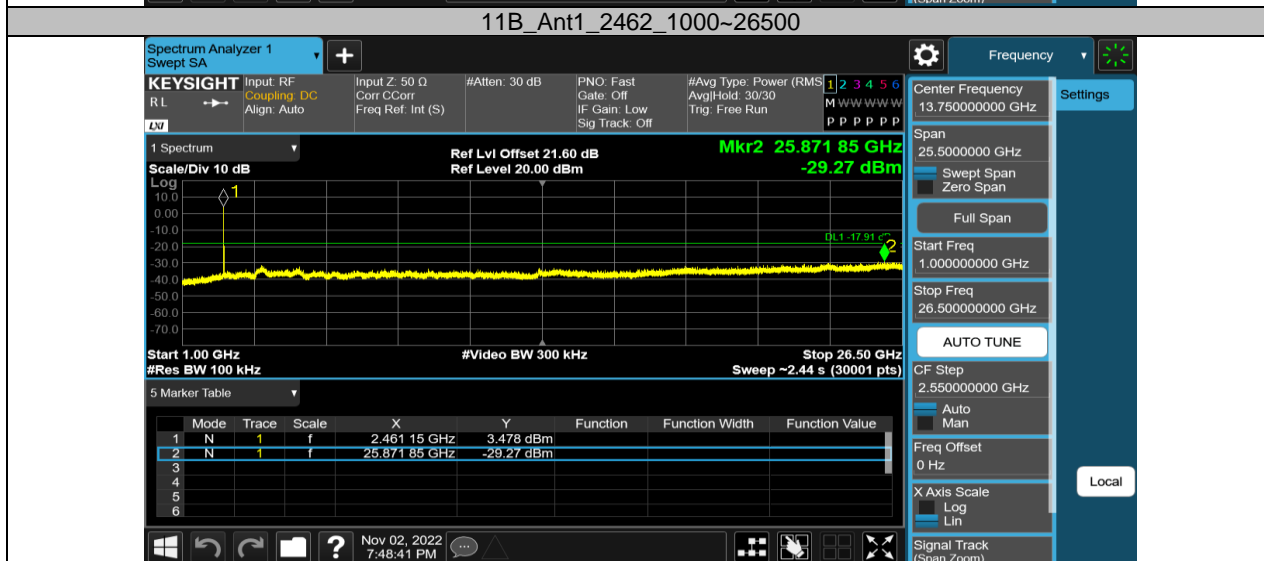 (Span Zoom)
11B_Ant1_2462_1000~26500
Spectrum Analyzer 1
Swept SA
+
Frequency
KEYSIGHT
R L
LXI
Input: RF
Coupling: DC
Align: Auto
Input Z: 50 Ω
Corr CCorr
Freq Ref: Int (S)
#Atten: 30 dB
PNO: Fast
Gate: Off
IF Gain: Low
Sig Track: Off
#Avg Type: Power (RMS
Avg|Hold: 30/30
Trig: Free Run
1 2 3 4 5 6
M W W W W W
P P P P P P
Center Frequency
13.750000000 GHz
Settings
Span
25.5000000 GHz
Swept Span
Zero Span
Full Span
Start Freq
1.000000000 GHz
Stop Freq
26.500000000 GHz
AUTO TUNE
CF Step
2.550000000 GHz
Auto
Man
Freq Offset
0 Hz
X Axis Scale
Log
Lin
Local
Signal Track
(Span Zoom)
1 Spectrum
Scale/Div 10 dB
Ref Lvl Offset 21.60 dB
Ref Level 20.00 dBm
Mkr2 25.871 85 GHz
-29.27 dBm
Log
10.0
0.00
-10.0
-20.0
-30.0
-40.0
-50.0
-60.0
-70.0
1
DL1 -17.91
2
Start 1.00 GHz
#Video BW 300 kHz
Stop 26.50 GHz
#Res BW 100 kHz
Sweep ~2.44 s (30001 pts)
5 Marker Table
Mode Trace Scale X Y Function Function Width Function Value
1 N 1 f 2.461 15 GHz 3.478 dBm
2 N 1 f 25.871 85 GHz -29.27 dBm
3
4
5
6
?
Nov 02, 2022
7:48:41 PM